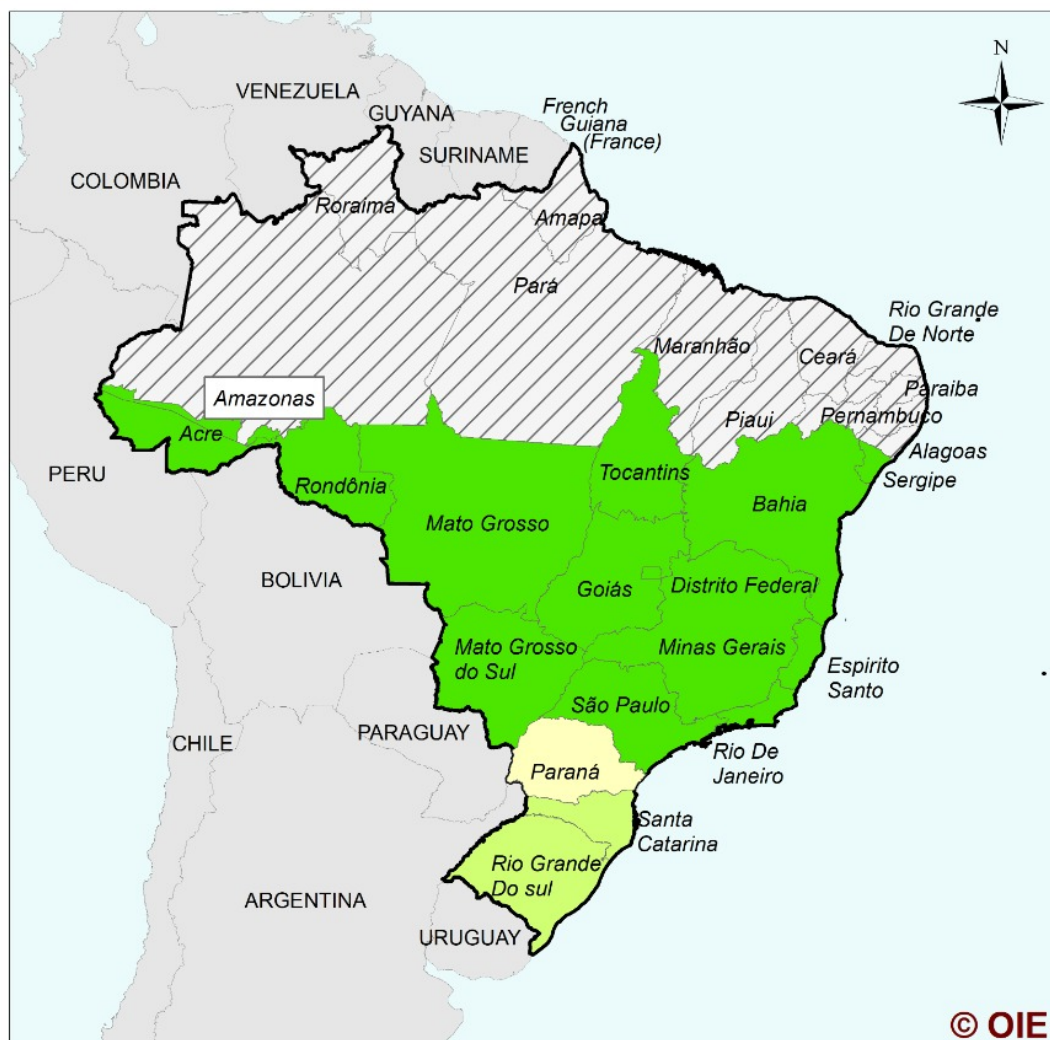 N
VENEZUELA
GUYANA
French
Guiana
(France)
SURINAME
COLOMBIA
Roraima
Amapa
Pará
Rio Grande
De Norte
Maranhão
Ceará
Paraiba
Amazonas
Piaui
Pernambuco
Acre
Alagoas
PERU
Sergipe
Rondônia
Tocantins
Bahia
Mato Grosso
BOLIVIA
Goiás
Distrito Federal
Mato Grosso
do Sul
Minas Gerais
Espirito
Santo
São Paulo
PARAGUAY
CHILE
Rio De
Janeiro
Paraná
Santa
Catarina
Rio Grande
Do sul
ARGENTINA
URUGUAY
© OIE